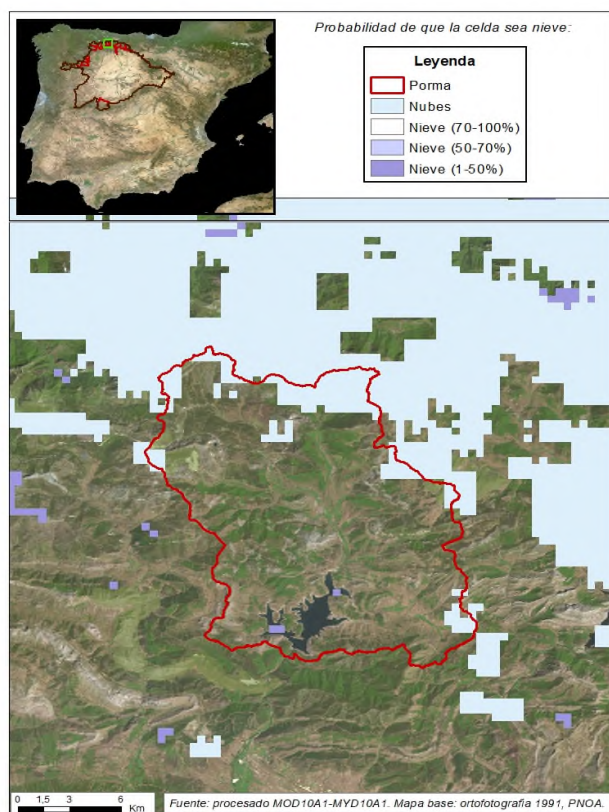 Probabilidad de que la celda sea nieve:
Leyenda
Porma
Nubes
Nieve (70-100%)
Nieve (50-70%)
Nieve (1-50%)
0 1,5 3 6
Km
Fuente: procesado MOD10A1-MYD10A1. Mapa base: ortofotografía 1991, PNOA.